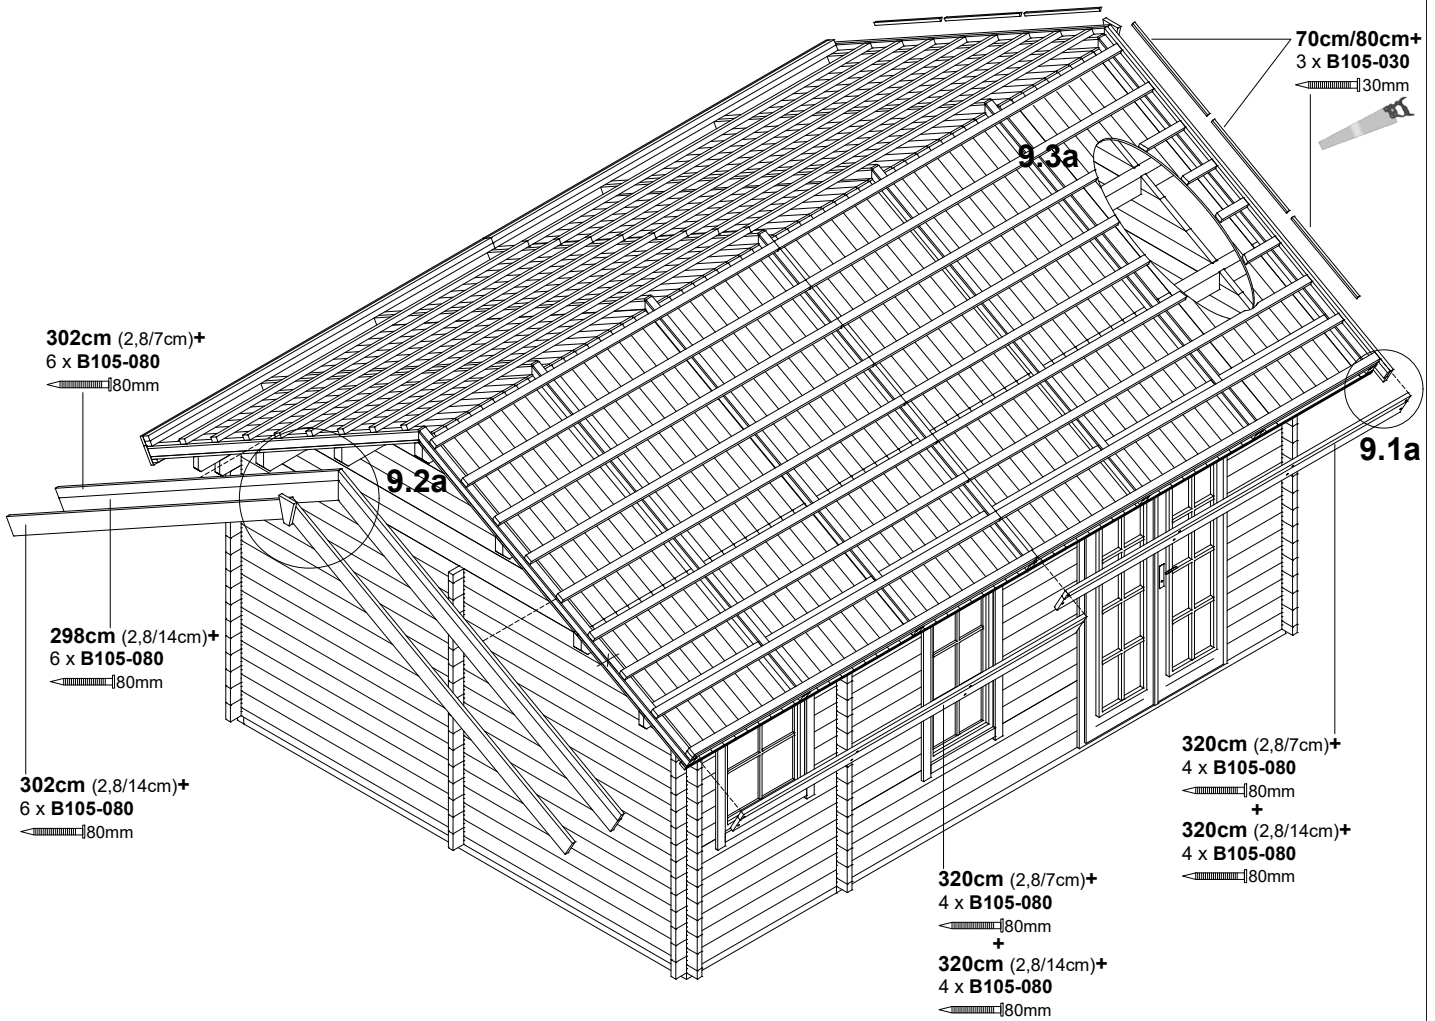 70cm/80cm+
3 x B105-030
30mm
9.3a
302cm (2,8/7cm)+
6 x B105-080
80mm
9.1a
9.2a
298cm (2,8/14cm)+
6 x B105-080
80mm
302cm (2,8/14cm)+
6 x B105-080
80mm
320cm (2,8/7cm)+
4 x B105-080
80mm
+
320cm (2,8/14cm)+
4 x B105-080
80mm
320cm (2,8/7cm)+
4 x B105-080
80mm
+
320cm (2,8/14cm)+
4 x B105-080
80mm